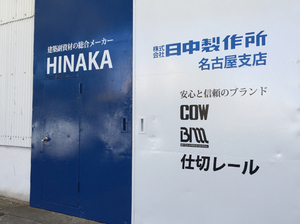 建築副資材の総合メーカー
HINAKA
株式会社 日中製作所
名古屋支店
安心と信頼のブランド
COW
BM
仕切レール